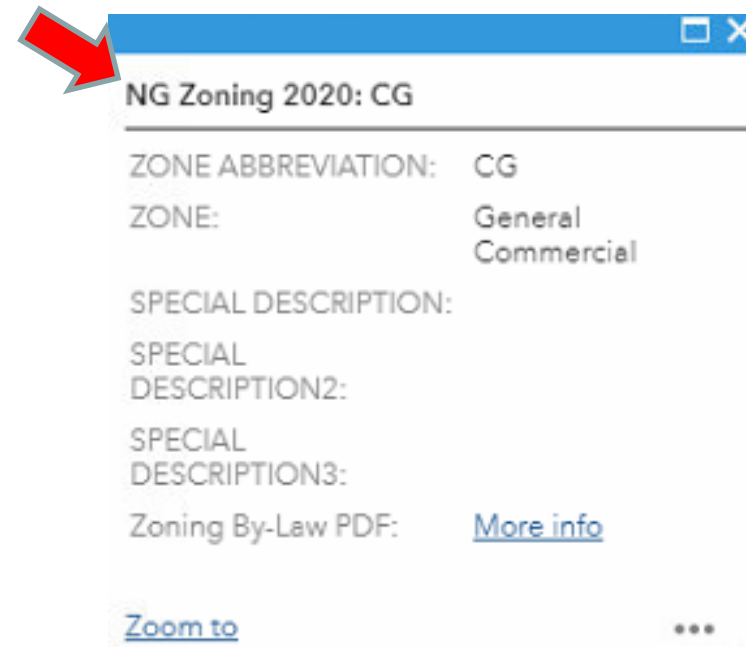 NG Zoning 2020: CG
ZONE ABBREVIATION: CG
ZONE: General
Commercial
SPECIAL DESCRIPTION:
SPECIAL
DESCRIPTION2:
SPECIAL
DESCRIPTION3:
Zoning By-Law PDF: More info
Zoom to •••